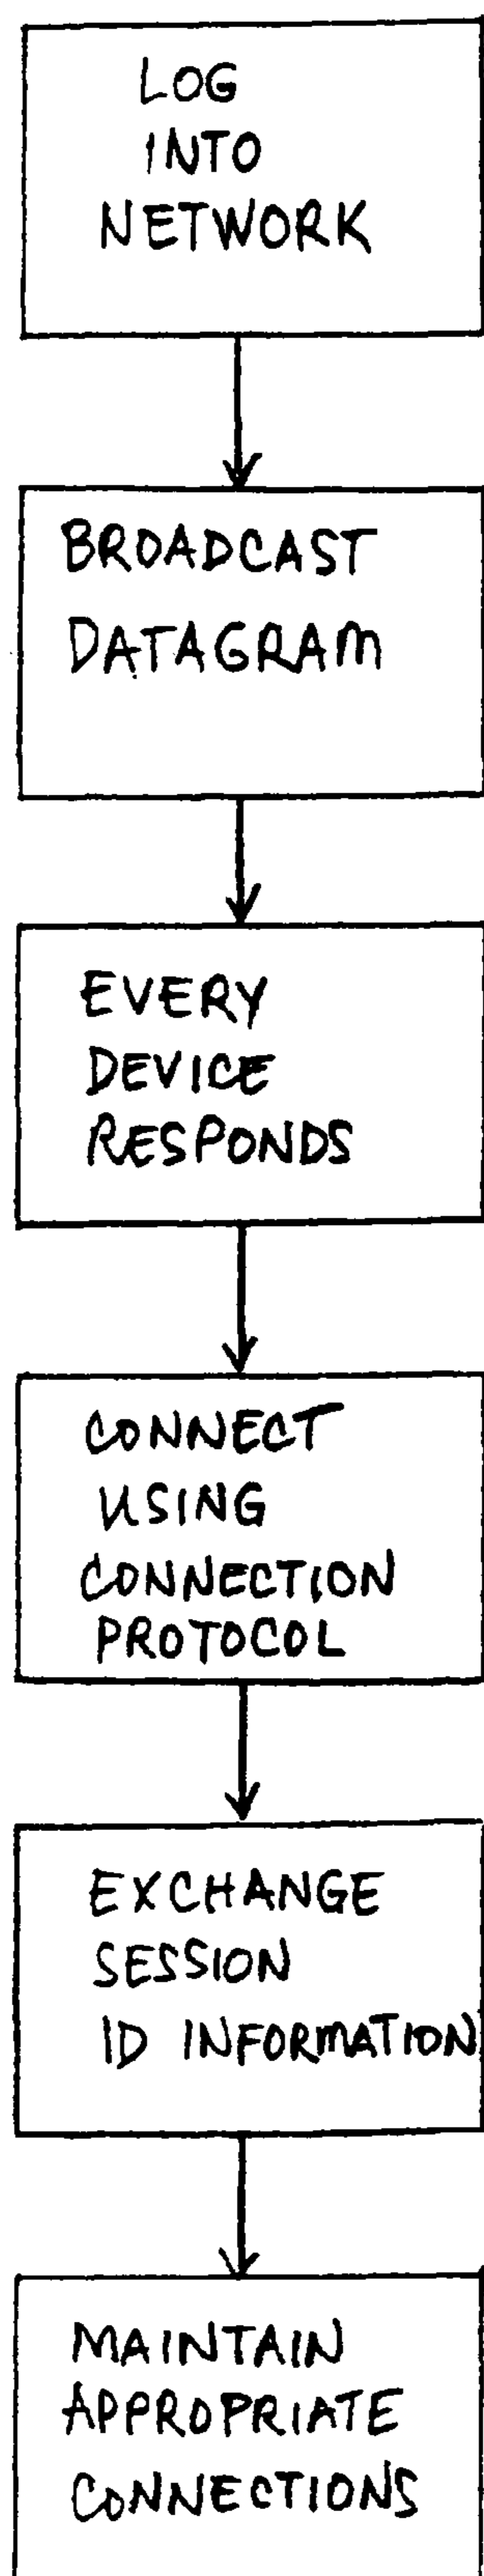 LOG
INTO
NETWORK
BROADCAST
DATAGRAM
EVERY
DEVICE
RESPONDS
CONNECT
USING
CONNECTION
PROTOCOL
EXCHANGE
SESSION
ID INFORMATION
MAINTAIN
APPROPRIATE
CONNECTIONS